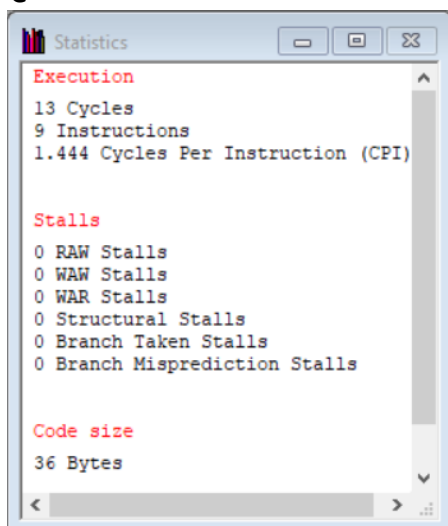 Statistics
Execution
13 Cycles
9 Instructions
1.444 Cycles Per Instruction (CPI)
Stalls
0 RAW Stalls
0 WAW Stalls
0 WAR Stalls
0 Structural Stalls
0 Branch Taken Stalls
0 Branch Misprediction Stalls
Code size
36 Bytes